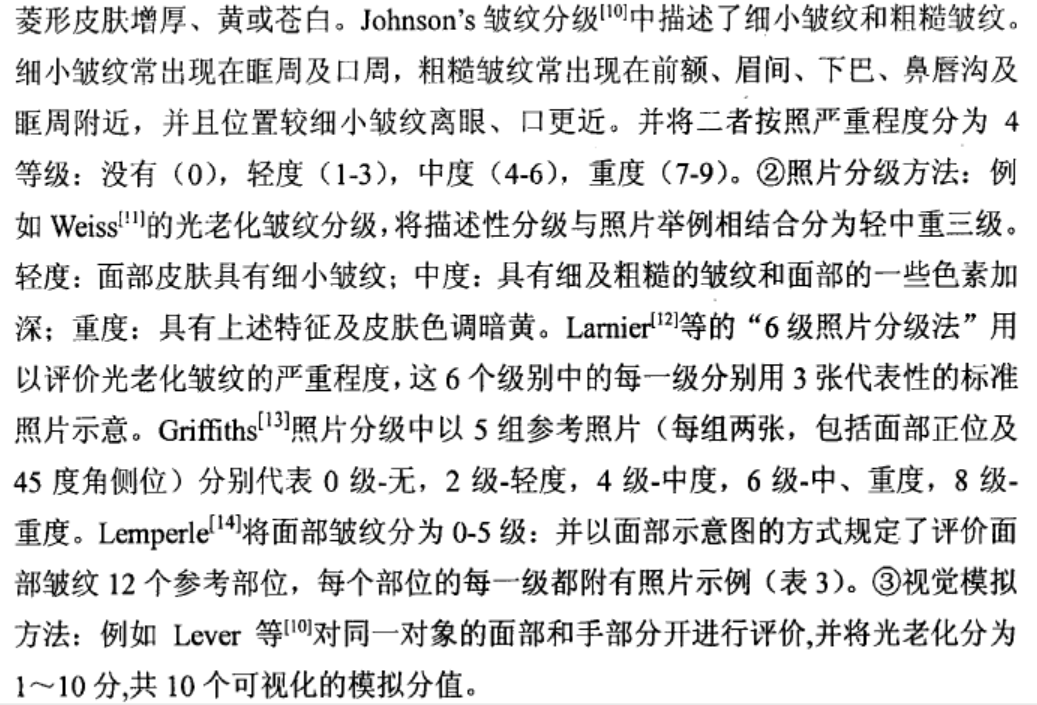 菱形皮肤增厚、黄或苍白。Johnson's 皱纹分级[10]中描述了细小皱纹和粗糙皱纹。
细小皱纹常出现在眶周及口周，粗糙皱纹常出现在前额、眉间、下巴、鼻唇沟及
眶周附近，并且位置较细小皱纹离眼、口更近。并将二者按照严重程度分为 4
等级：没有（0），轻度（1-3），中度（4-6），重度（7-9）。②照片分级方法：例
如 Weiss[11]的光老化皱纹分级，将描述性分级与照片举例相结合分为轻中重三级。
轻度：面部皮肤具有细小皱纹；中度：具有细及粗糙的皱纹和面部的一些色素加
深；重度：具有上述特征及皮肤色调暗黄。Larnier[12]等的“6 级照片分级法”用
以评价光老化皱纹的严重程度，这 6 个级别中的每一级分别用 3 张代表性的标准
照片示意。Griffiths[13]照片分级中以 5 组参考照片（每组两张，包括面部正位及
45 度角侧位）分别代表 0 级-无，2 级-轻度，4 级-中度，6 级-中、重度，8 级-
重度。Lemperle[14]将面部皱纹分为 0-5 级：并以面部示意图的方式规定了评价面
部皱纹 12 个参考部位，每个部位的每一级都附有照片示例（表 3）。③视觉模拟
方法：例如 Lever 等[10]对同一对象的面部和手部分开进行评价,并将光老化分为
1～10 分,共 10 个可视化的模拟分值。